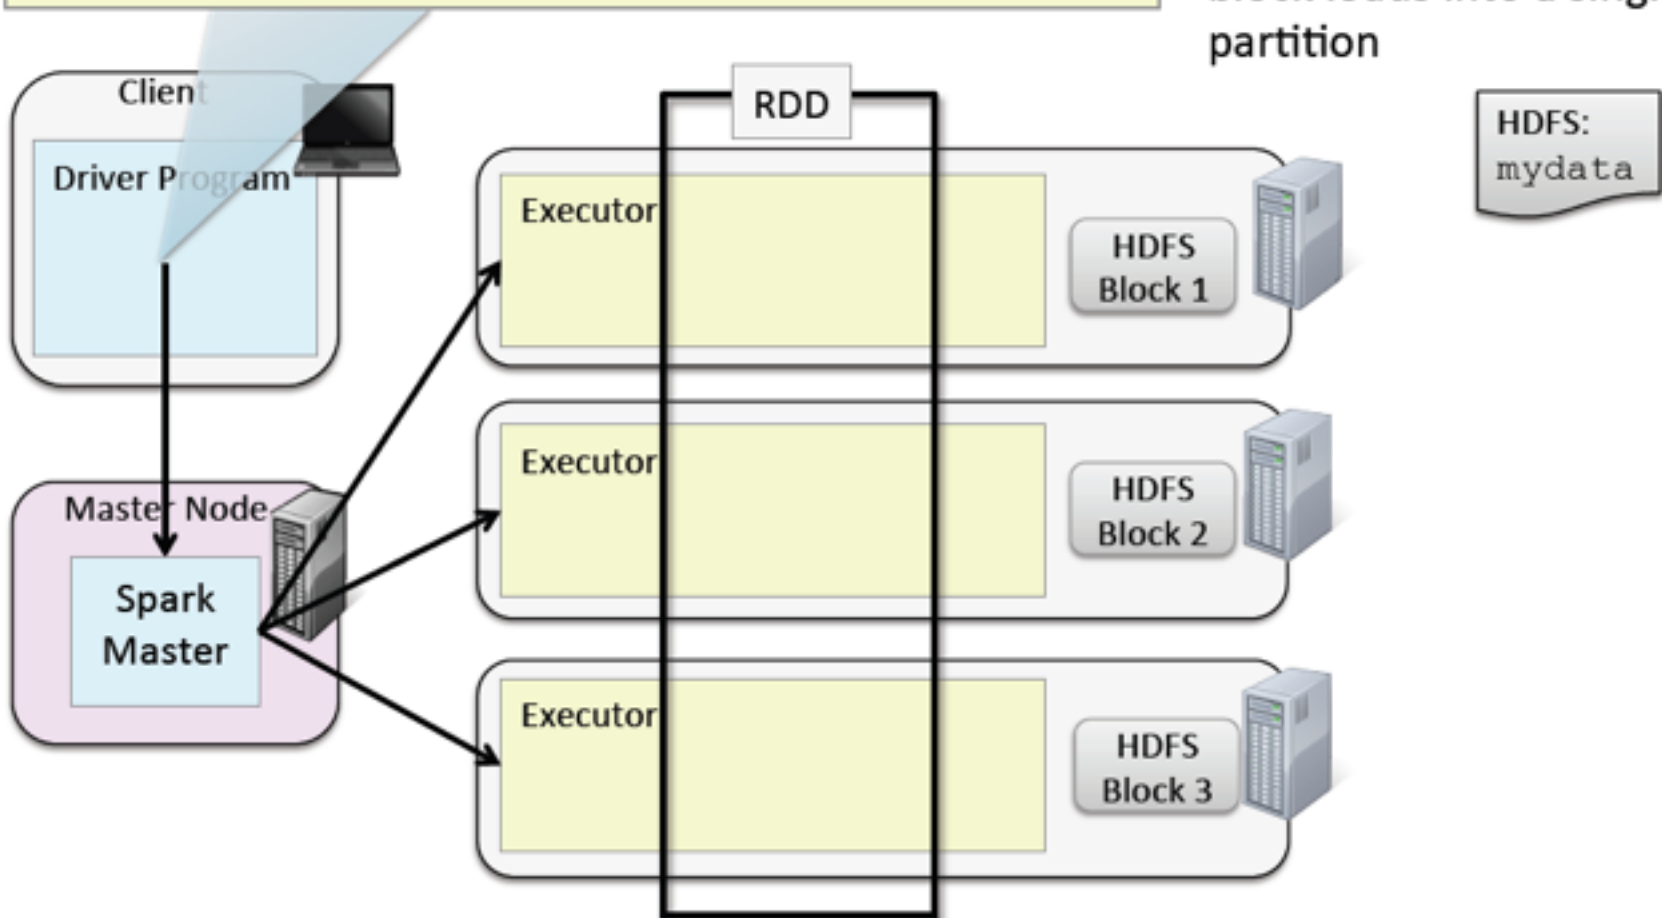 partition
Client
Driver Program
RDD
HDFS:
mydata
Executor
HDFS
Block 1
Executor
HDFS
Block 2
Master Node
Spark
Master
Executor
HDFS
Block 3